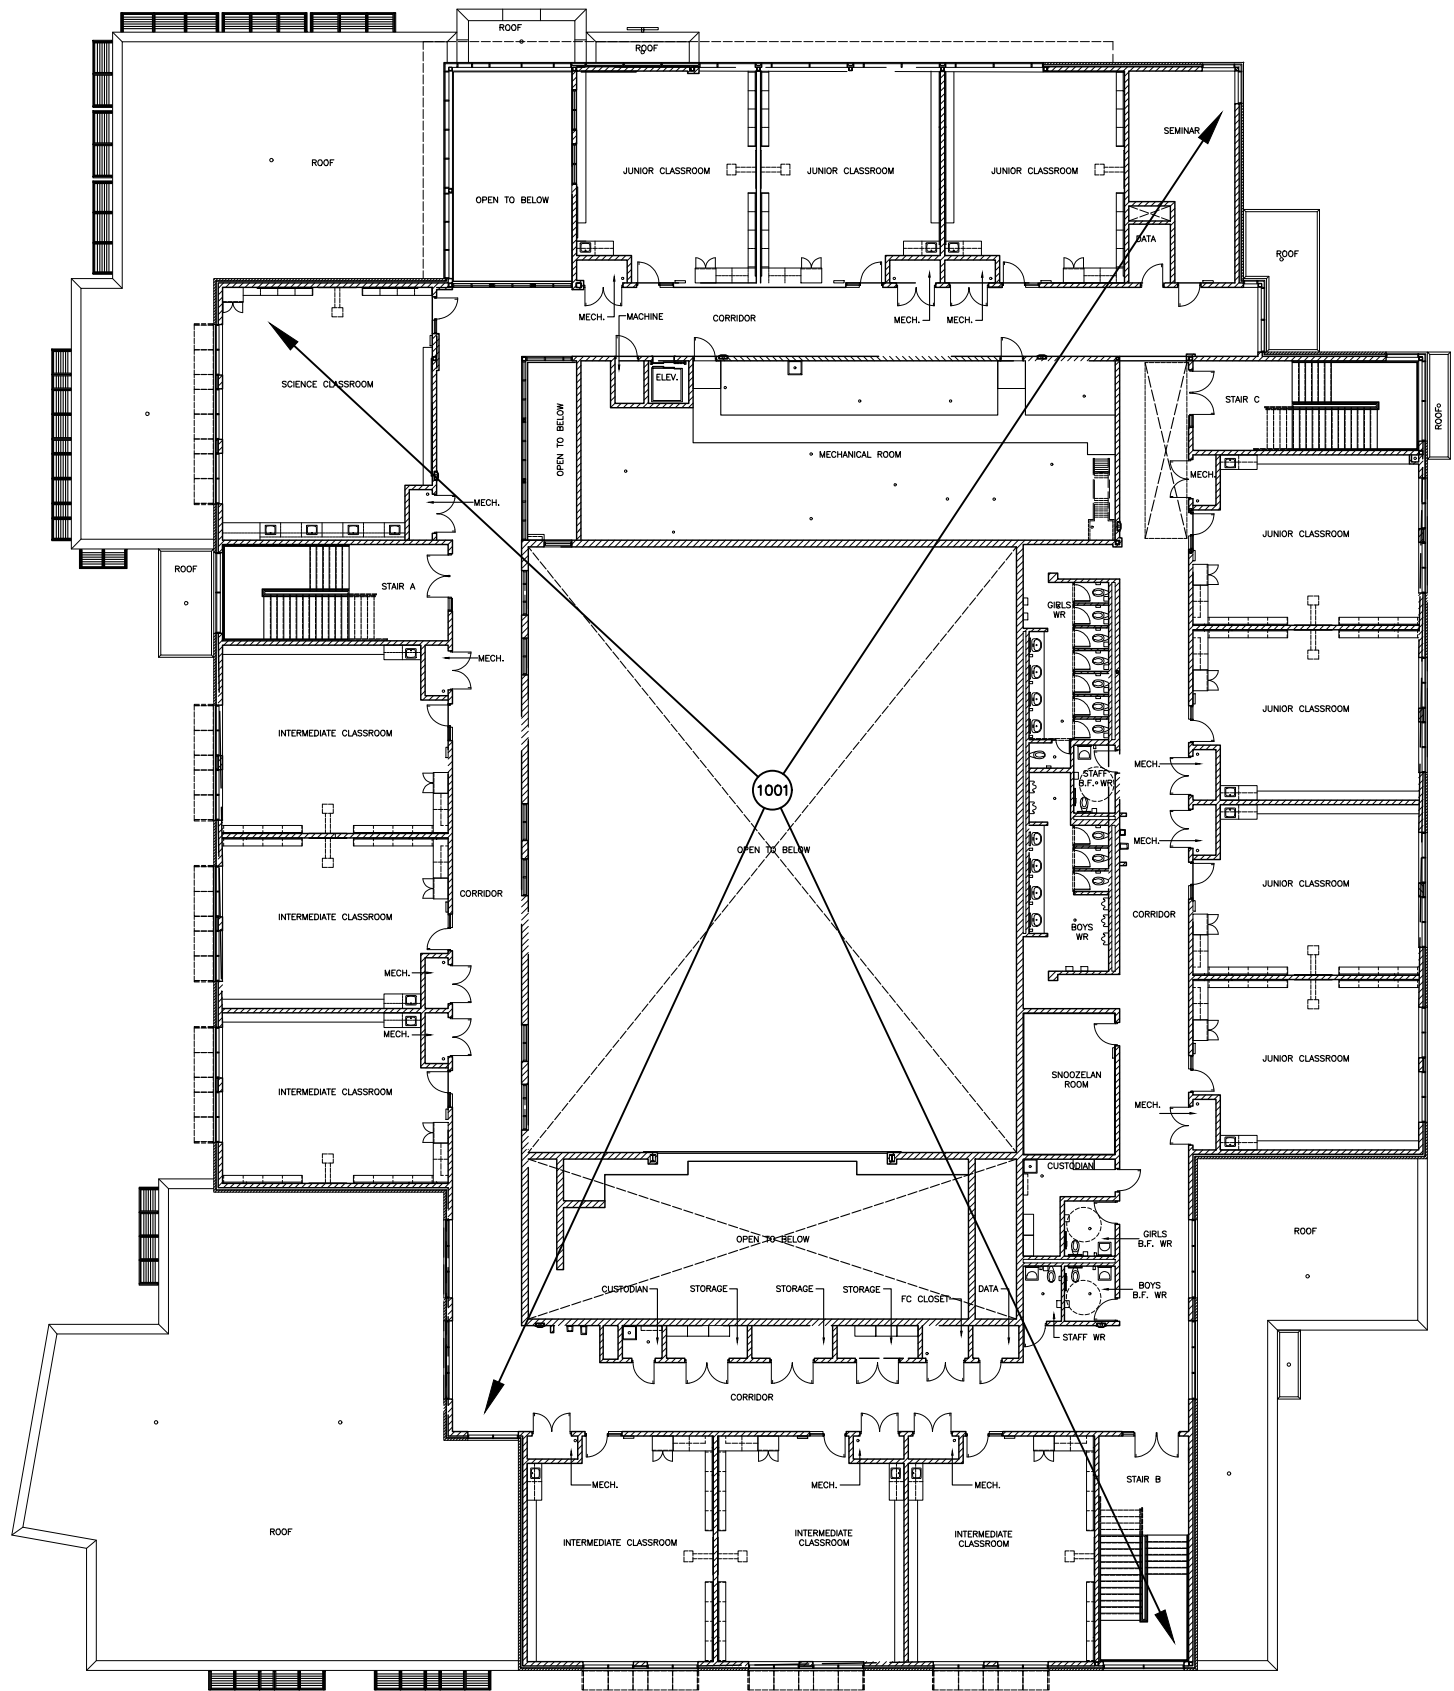 ROOF
ROOF
ROOF
SEMINAR
JUNIOR CLASSROOM
JUNIOR CLASSROOM
JUNIOR CLASSROOM
OPEN TO BELOW
DATA
ROOF
MECH.
MACHINE
CORRIDOR
MECH.
MECH.
SCIENCE CLASSROOM
ELEV.
STAIR C
ROOF
OPEN TO BELOW
MECHANICAL ROOM
MECH.
MECH.
JUNIOR CLASSROOM
ROOF
STAIR A
GIRLS
WR
MECH.
JUNIOR CLASSROOM
INTERMEDIATE CLASSROOM
MECH.
STAFF
B.F. WR
1001
MECH.
OPEN TO BELOW
JUNIOR CLASSROOM
CORRIDOR
INTERMEDIATE CLASSROOM
CORRIDOR
BOYS
WR
MECH.
MECH.
JUNIOR CLASSROOM
SNOOZELAN
ROOM
INTERMEDIATE CLASSROOM
MECH.
CUSTODIAN
ROOF
GIRLS
B.F. WR
OPEN TO BELOW
CUSTODIAN
STORAGE
STORAGE
STORAGE
FC CLOSET
DATA
BOYS
B.F. WR
STAFF WR
CORRIDOR
MECH.
MECH.
MECH.
STAIR B
ROOF
INTERMEDIATE CLASSROOM
INTERMEDIATE
CLASSROOM
INTERMEDIATE
CLASSROOM